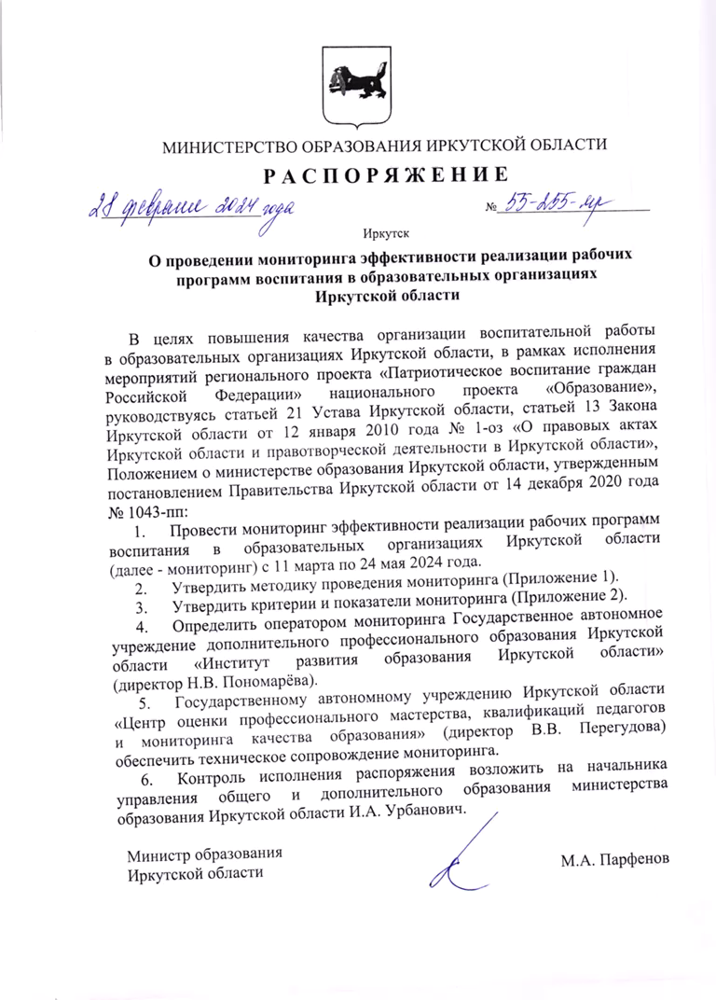 МИНИСТЕРСТВО ОБРАЗОВАНИЯ ИРКУТСКОЙ ОБЛАСТИ
РАСПОРЯЖЕНИЕ
28 февраля 2024 года № 55-255-мр
Иркутск
О проведении мониторинга эффективности реализации рабочих
программ воспитания в образовательных организациях
Иркутской области
В целях повышения качества организации воспитательной работы
в образовательных организациях Иркутской области, в рамках исполнения
мероприятий регионального проекта «Патриотическое воспитание граждан
Российской Федерации» национального проекта «Образование»,
руководствуясь статьей 21 Устава Иркутской области, статьей 13 Закона
Иркутской области от 12 января 2010 года № 1-оз «О правовых актах
Иркутской области и правотворческой деятельности в Иркутской области»,
Положением о министерстве образования Иркутской области, утвержденным
постановлением Правительства Иркутской области от 14 декабря 2020 года
№ 1043-пп:
1. Провести мониторинг эффективности реализации рабочих программ
воспитания в образовательных организациях Иркутской области
(далее - мониторинг) с 11 марта по 24 мая 2024 года.
2. Утвердить методику проведения мониторинга (Приложение 1).
3. Утвердить критерии и показатели мониторинга (Приложение 2).
4. Определить оператором мониторинга Государственное автономное
учреждение дополнительного профессионального образования Иркутской
области «Институт развития образования Иркутской области»
(директор Н.В. Пономарёва).
5. Государственному автономному учреждению Иркутской области
«Центр оценки профессионального мастерства, квалификаций педагогов
и мониторинга качества образования» (директор В.В. Перегудова)
обеспечить техническое сопровождение мониторинга.
6. Контроль исполнения распоряжения возложить на начальника
управления общего и дополнительного образования министерства
образования Иркутской области И.А. Урбанович.
Министр образования
Иркутской области М.А. Парфенов